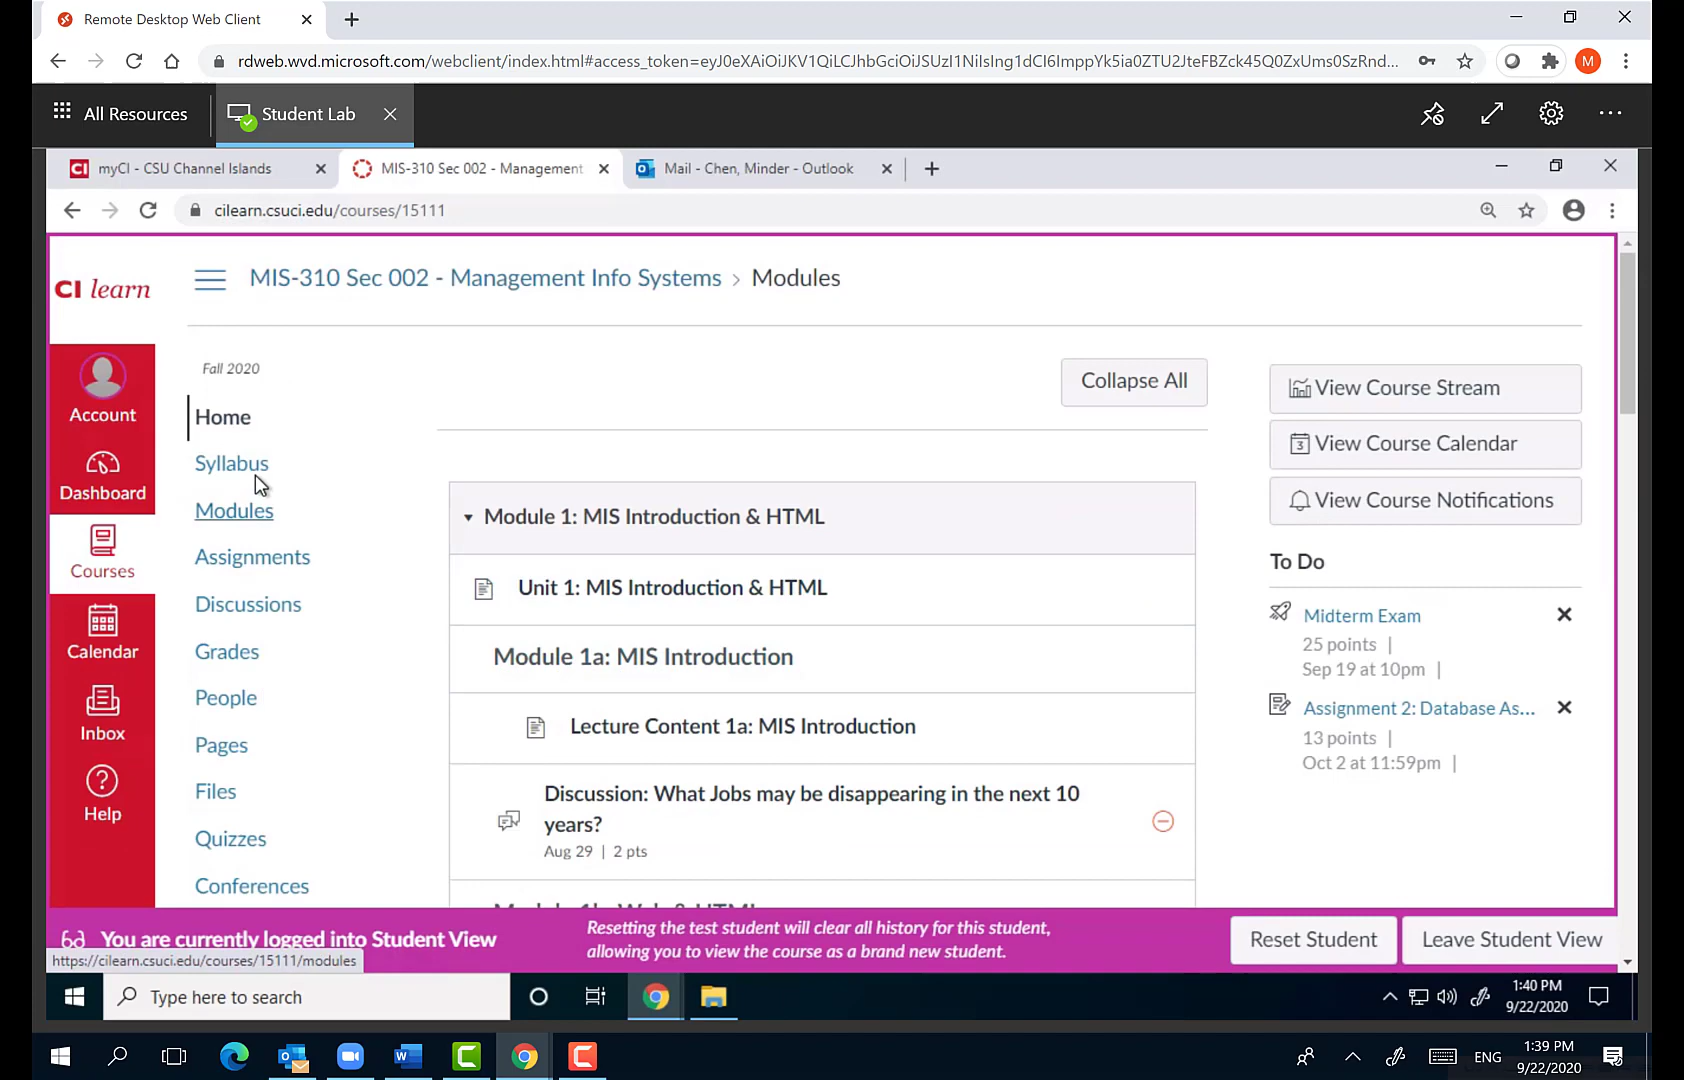 Remote Desktop Web Client
rdweb.wvd.microsoft.com/webclient/index.html#access_token=eyJ0eXAiOiJKV1QiLCJhbGciOiJSUzI1NiIsIng1dCI6ImppYk5ia0ZTU2JteFBZck45Q0ZxUms0SzRnd...
M
All Resources
Student Lab
...
CI myCI - CSU Channel Islands
MIS-310 Sec 002 - Management
Mail - Chen, Minder - Outlook
cilearn.csuci.edu/courses/15111
CI learn
MIS-310 Sec 002 - Management Info Systems > Modules
Account
Dashboard
Courses
Calendar
Inbox
Help
Fall 2020
Home
Syllabus
Modules
Assignments
Discussions
Grades
People
Pages
Files
Quizzes
Conferences
Collapse All
Module 1: MIS Introduction & HTML
Unit 1: MIS Introduction & HTML
Module 1a: MIS Introduction
Lecture Content 1a: MIS Introduction
Discussion: What Jobs may be disappearing in the next 10
years?
Aug 29 | 2 pts
View Course Stream
3 View Course Calendar
View Course Notifications
To Do
Midterm Exam
25 points |
Sep 19 at 10pm |
Assignment 2: Database As...
13 points |
Oct 2 at 11:59pm |
You are currently logged into Student View
Resetting the test student will clear all history for this student,
allowing you to view the course as a brand new student.
Reset Student
Leave Student View
https://cilearn.csuci.edu/courses/15111/modules
Type here to search
1:40 PM
9/22/2020
ENG
1:39 PM
9/22/2020